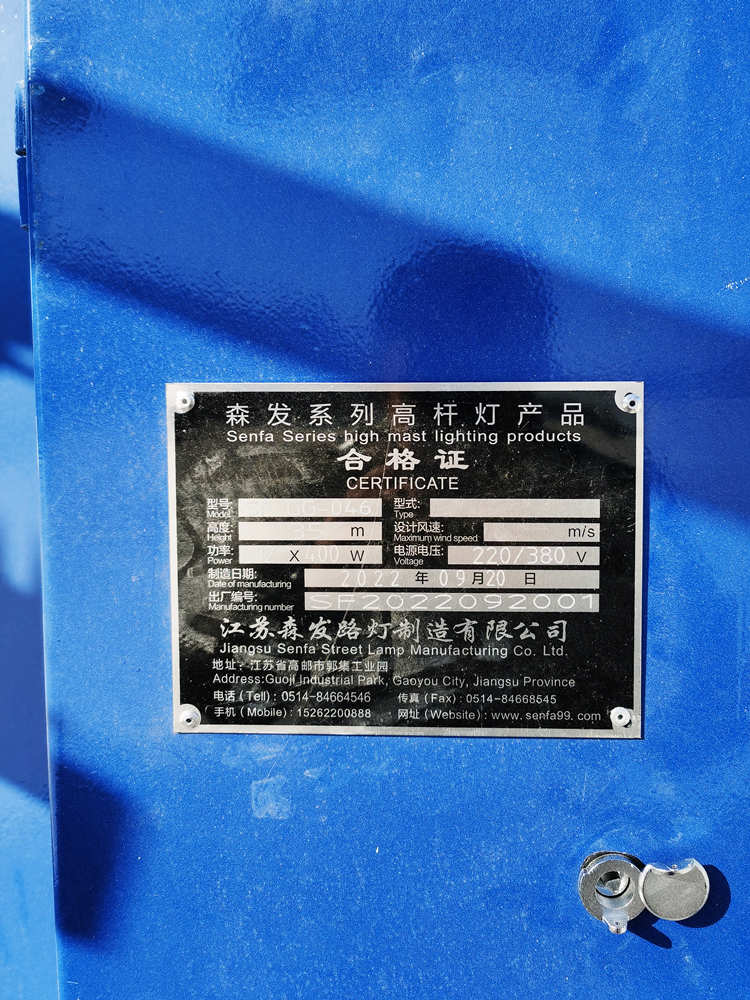 森发系列高杆灯产品
Senfa Series high mast lighting products
合格证
CERTIFICATE
型号: GG-046 型式:
Model Type
高度: m 设计风速: m/s
Height Maximum wind speed
功率: X400 W 电源电压: 220/380 V
Power Voltage
制造日期: 2022 年 09 月 20 日
Date of manufacturing
出厂编号: SF2022092001
Manufacturing number
江苏森发路灯制造有限公司
Jiangsu Senfa Street Lamp Manufacturing Co. Ltd.
地址: 江苏省高邮市郭集工业园
Address:Guoji Industrial Park, Gaoyou City, Jiangsu Province
电话 (Tell) : 0514-84664546 传真 (Fax) : 0514-84668545
手机 (Mobile) : 15262200888 网址 (Website) : www.senfa99.com